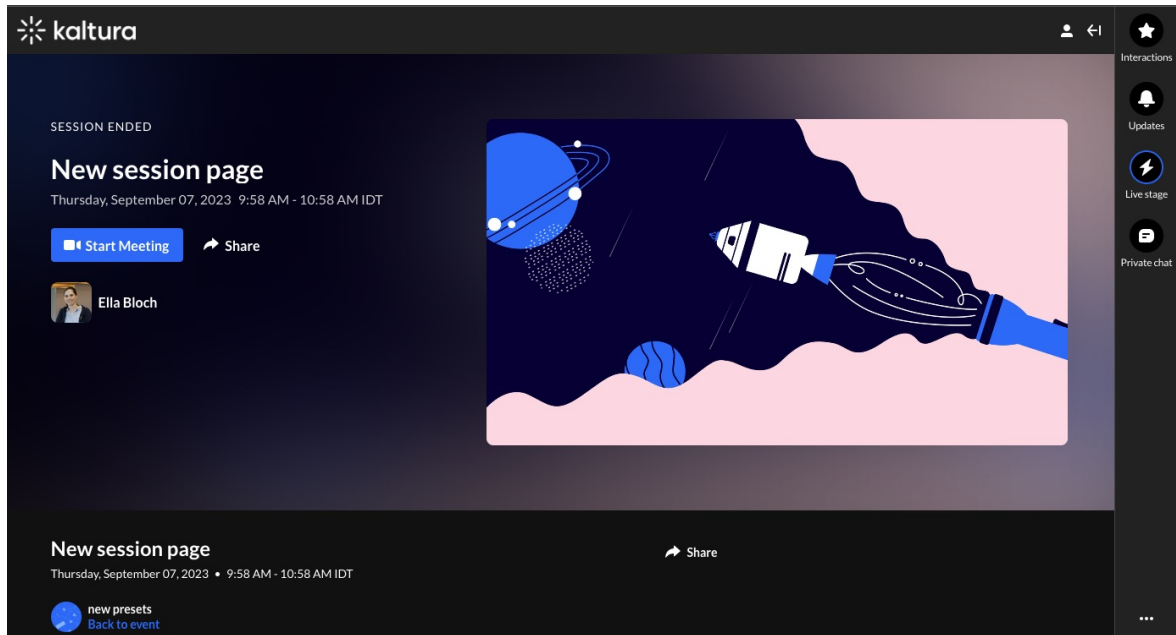 kaltura
SESSION ENDED
New session page
Thursday, September 07, 2023 9:58 AM - 10:58 AM IDT
Start Meeting
Share
Ella Bloch
Interactions
Updates
Live stage
Private chat
New session page
Thursday, September 07, 2023 • 9:58 AM - 10:58 AM IDT
Share
new presets
Back to event